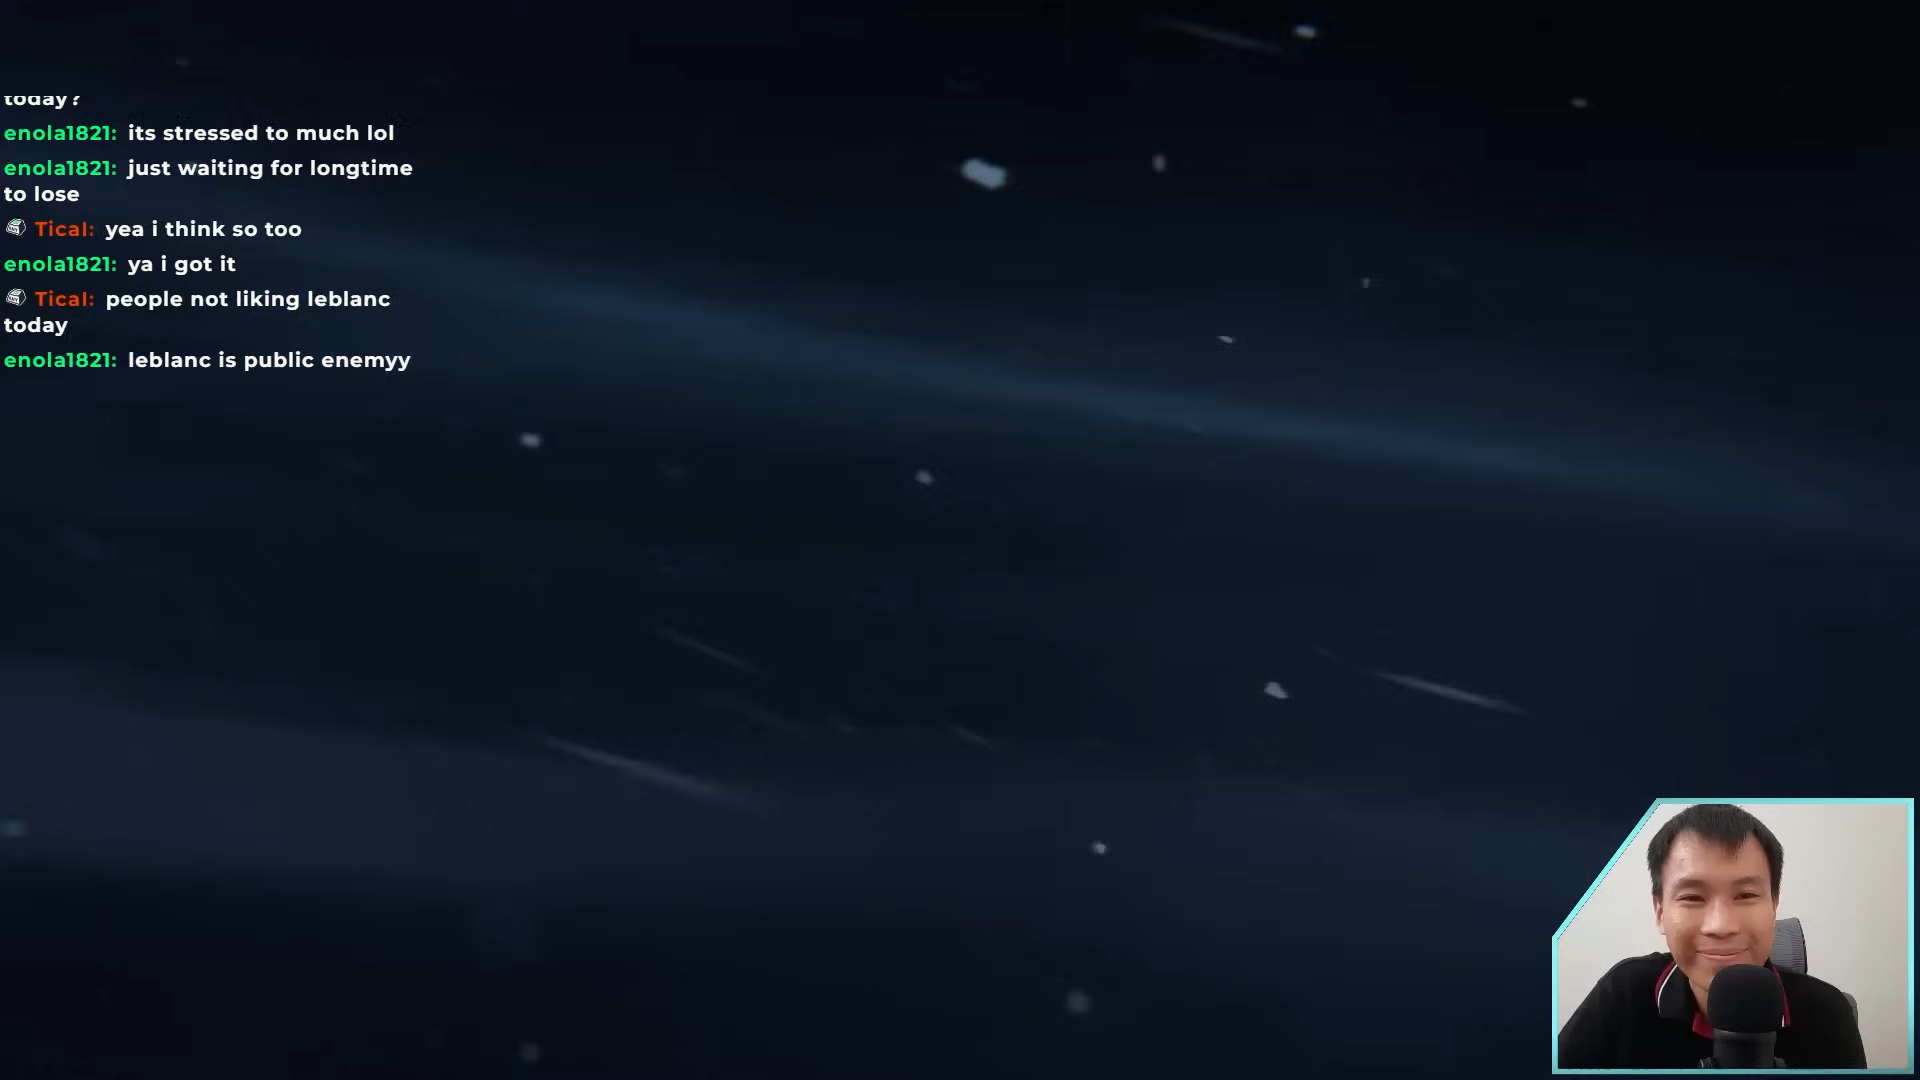 today?
enola1821: its stressed to much lol
enola1821: just waiting for longtime
to lose
Tical: yea i think so too
enola1821: ya i got it
Tical: people not liking leblanc
today
enola1821: leblanc is public enemyy